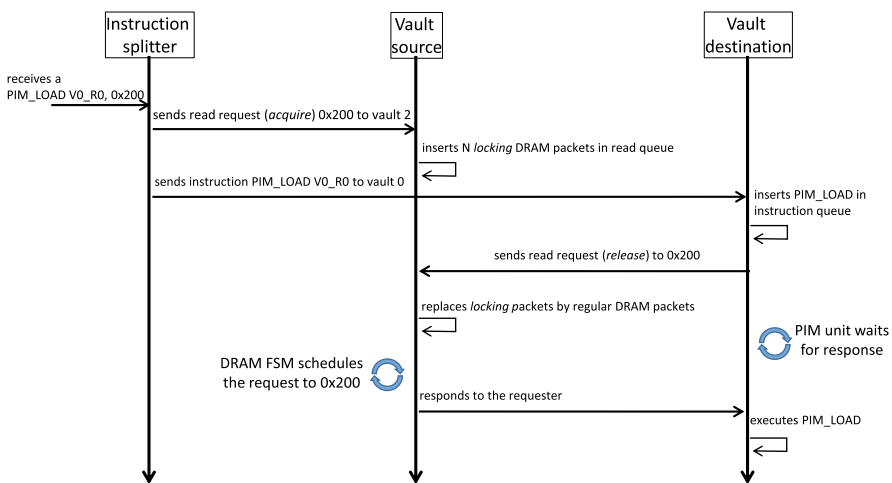 Instruction
splitter
Vault
source
Vault
destination
receives a
PIM_LOAD V0_R0, 0x200
sends read request (acquire) 0x200 to vault 2
inserts N locking DRAM packets in read queue
sends instruction PIM_LOAD V0_R0 to vault 0
inserts PIM_LOAD in
instruction queue
sends read request (release) to 0x200
replaces locking packets by regular DRAM packets
PIM unit waits
for response
DRAM FSM schedules
the request to 0x200
responds to the requester
executes PIM_LOAD